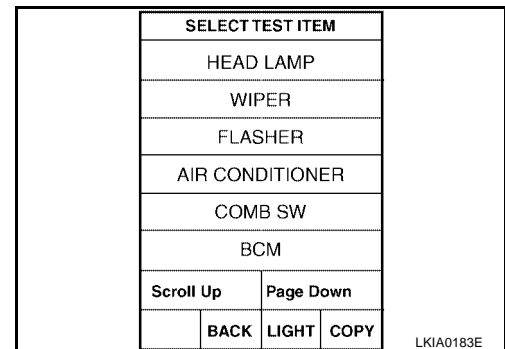 SELECT TEST ITEM
HEAD LAMP
WIPER
FLASHER
AIR CONDITIONER
COMB SW
BCM
Scroll Up Page Down
BACK LIGHT COPY
LKIA0183E